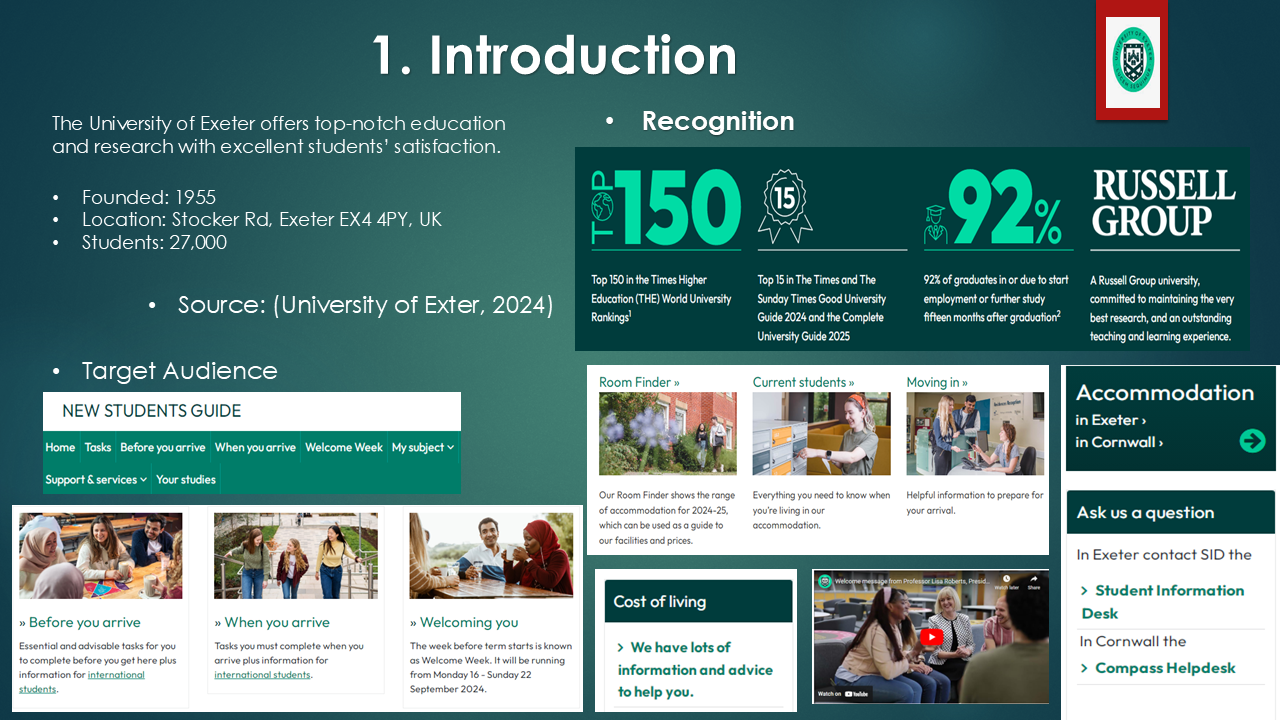 1. Introduction
The University of Exeter offers top-notch education
and research with excellent students’ satisfaction.
• Founded: 1955
• Location: Stocker Rd, Exeter EX4 4PY, UK
• Students: 27,000
• Source: (University of Exter, 2024)
• Target Audience
NEW STUDENTS GUIDE
Home Tasks Before you arrive When you arrive Welcome Week My subject
Support & services Your studies
» Before you arrive
Essential and advisable tasks for you
to complete before you get here plus
information for international
students.
» When you arrive
Tasks you must complete when you
arrive plus information for
international students.
» Welcoming you
The week before term starts is known
as Welcome Week. It will be running
from Monday 16 - Sunday 22
September 2024.
• Recognition
TOP 150
Top 150 in the Times Higher
Education (THE) World University
Rankings1
15
Top 15 in The Times and The
Sunday Times Good University
Guide 2024 and the Complete
University Guide 2025
92%
92% of graduates in or due to start
employment or further study
fifteen months after graduation2
RUSSELL
GROUP
A Russell Group university,
committed to maintaining the very
best research, and an outstanding
teaching and learning experience.
Room Finder »
Our Room Finder shows the range
of accommodation for 2024-25,
which can be used as a guide to
our facilities and prices.
Current students »
Everything you need to know when
you're living in our
accommodation.
Moving in »
Helpful information to prepare for
your arrival.
Accommodation
in Exeter ›
in Cornwall ›
Cost of living
> We have lots of
information and advice
to help you.
Welcome message from Professor Lisa Roberts, Presid...
Watch later
Share
Watch on YouTube
Ask us a question
In Exeter contact SID the
> Student Information
Desk
In Cornwall the
> Compass Helpdesk